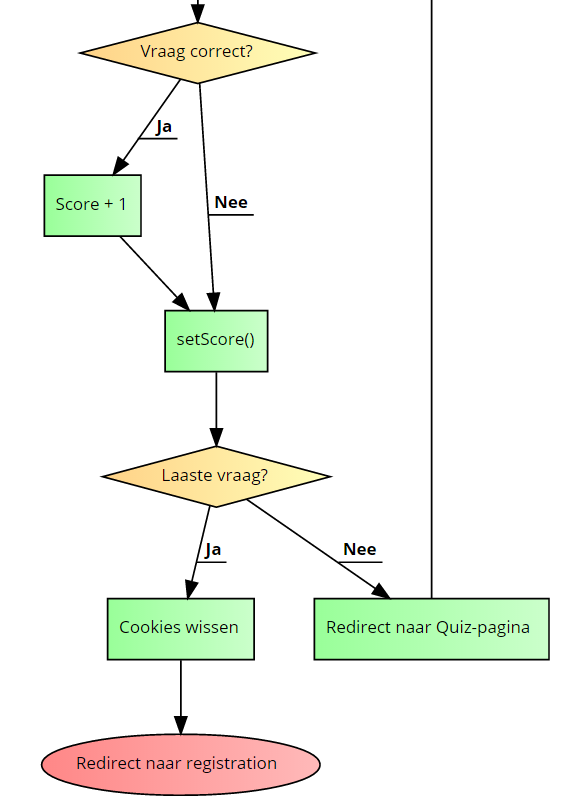 Vraag correct?
Ja
Nee
Score + 1
setScore()
Laaste vraag?
Ja
Nee
Cookies wissen
Redirect naar Quiz-pagina
Redirect naar registration